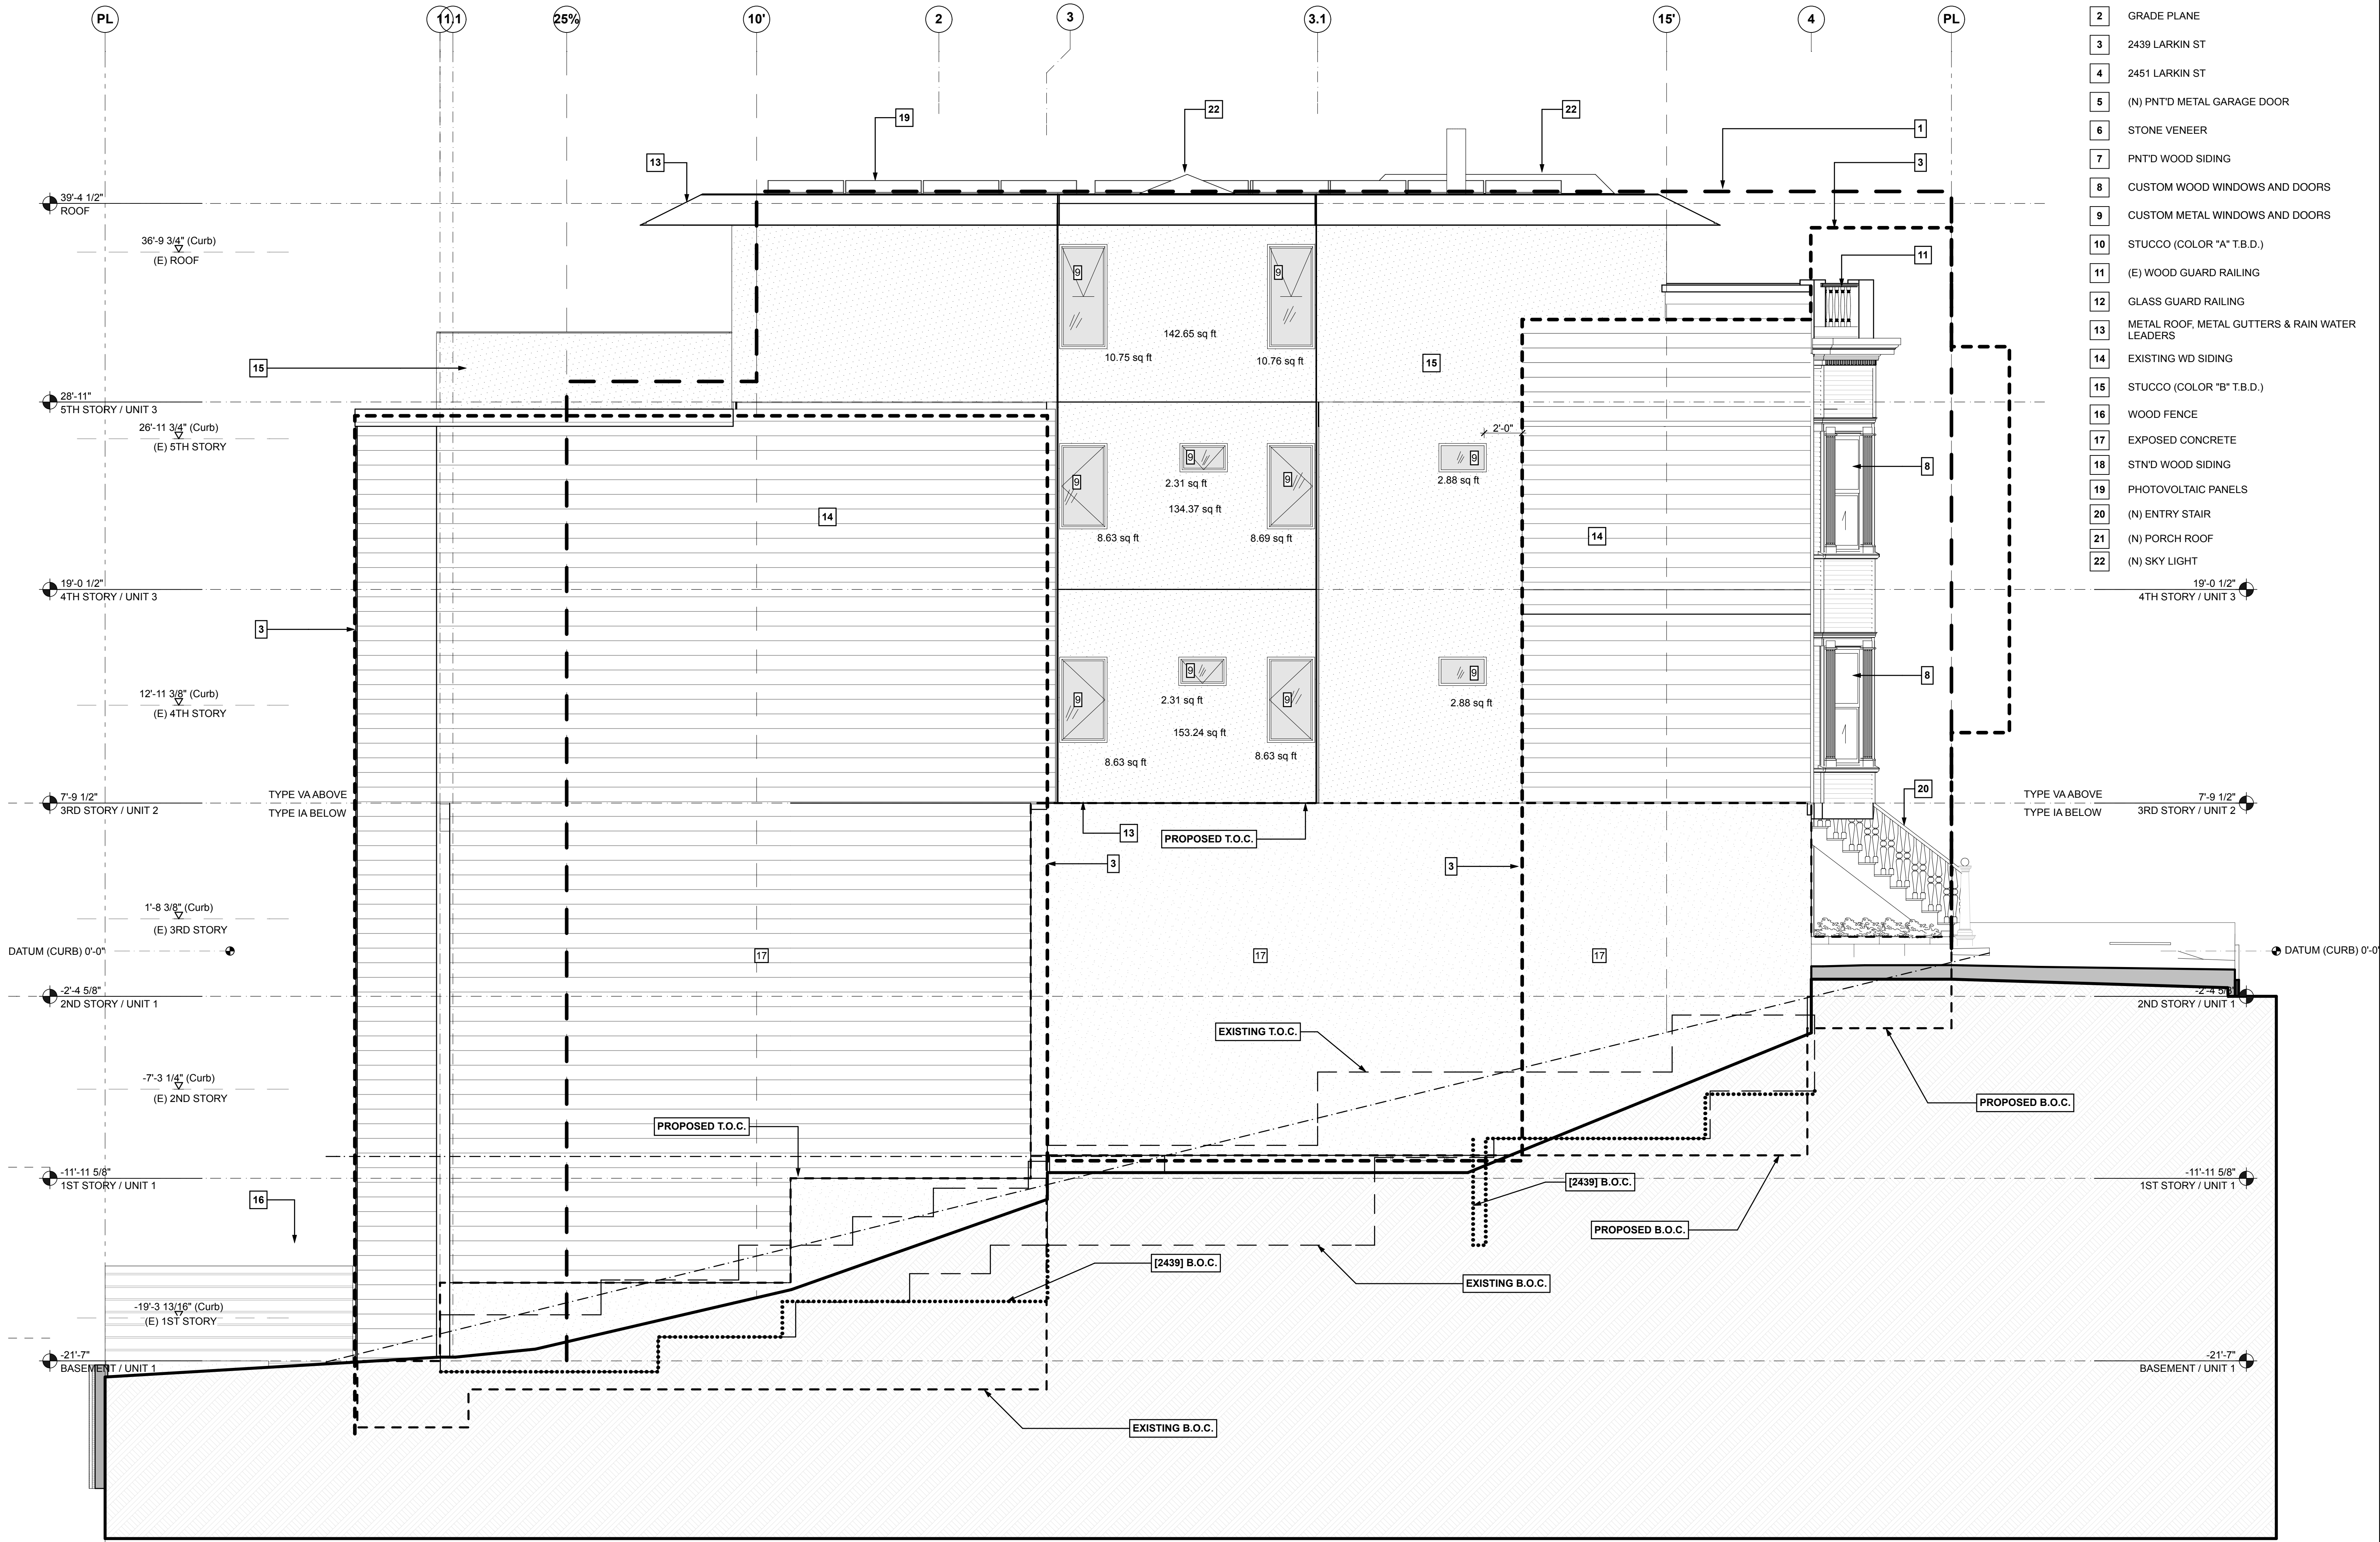 PL
1
1.1
25%
10'
2
3
3.1
15'
4
PL
2 GRADE PLANE
3 2439 LARKIN ST
4 2451 LARKIN ST
5 (N) PNT'D METAL GARAGE DOOR
6 STONE VENEER
7 PNT'D WOOD SIDING
8 CUSTOM WOOD WINDOWS AND DOORS
9 CUSTOM METAL WINDOWS AND DOORS
10 STUCCO (COLOR "A" T.B.D.)
11 (E) WOOD GUARD RAILING
12 GLASS GUARD RAILING
13 METAL ROOF, METAL GUTTERS & RAIN WATER
LEADERS
14 EXISTING WD SIDING
15 STUCCO (COLOR "B" T.B.D.)
16 WOOD FENCE
17 EXPOSED CONCRETE
18 STN'D WOOD SIDING
19 PHOTOVOLTAIC PANELS
20 (N) ENTRY STAIR
21 (N) PORCH ROOF
22 (N) SKY LIGHT
19
22
22
1
13
3
39'-4 1/2"
ROOF
36'-9 3/4" (Curb)
(E) ROOF
11
9
9
142.65 sq ft
10.75 sq ft
10.76 sq ft
15
15
28'-11"
5TH STORY / UNIT 3
26'-11 3/4" (Curb)
(E) 5TH STORY
2'-0"
9
9
9
9
8
2.31 sq ft
2.88 sq ft
134.37 sq ft
14
8.63 sq ft
8.69 sq ft
14
19'-0 1/2"
4TH STORY / UNIT 3
19'-0 1/2"
4TH STORY / UNIT 3
3
9
9
9
9
8
12'-11 3/8" (Curb)
(E) 4TH STORY
2.31 sq ft
2.88 sq ft
153.24 sq ft
8.63 sq ft
8.63 sq ft
20
TYPE VA ABOVE
TYPE IA BELOW
7'-9 1/2"
3RD STORY / UNIT 2
TYPE VA ABOVE
TYPE IA BELOW
7'-9 1/2"
3RD STORY / UNIT 2
13
PROPOSED T.O.C.
3
3
1'-8 3/8" (Curb)
(E) 3RD STORY
DATUM (CURB) 0'-0"
17
17
17
DATUM (CURB) 0'-0"
-2'-4 5/8"
2ND STORY / UNIT 1
-2'-4 5/8"
2ND STORY / UNIT 1
EXISTING T.O.C.
-7'-3 1/4" (Curb)
(E) 2ND STORY
PROPOSED B.O.C.
PROPOSED T.O.C.
-11'-11 5/8"
1ST STORY / UNIT 1
-11'-11 5/8"
1ST STORY / UNIT 1
[2439] B.O.C.
16
PROPOSED B.O.C.
[2439] B.O.C.
EXISTING B.O.C.
-19'-3 13/16" (Curb)
(E) 1ST STORY
-21'-7"
BASEMENT / UNIT 1
-21'-7"
BASEMENT / UNIT 1
EXISTING B.O.C.